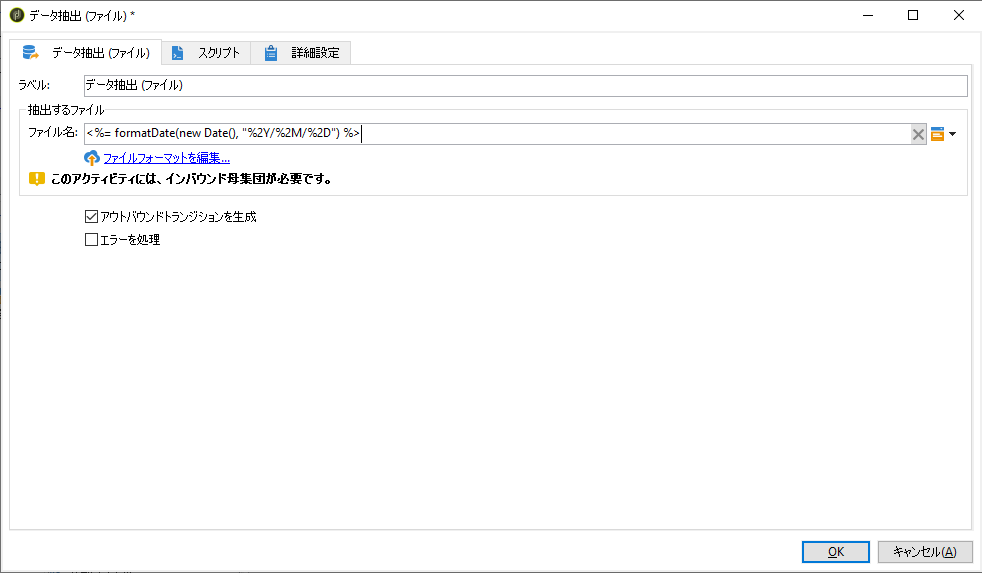 データ抽出 (ファイル) *
データ抽出 (ファイル) スクリプト 詳細設定
ラベル: データ抽出 (ファイル)
抽出するファイル
ファイル名: <%= formatDate(new Date(), "%2Y/%2M/%2D") %>
ファイルフォーマットを編集...
このアクティビティには、インバウンド母集団が必要です。
アウトバウンドトランジションを生成
エラーを処理
OK キャンセル(A)